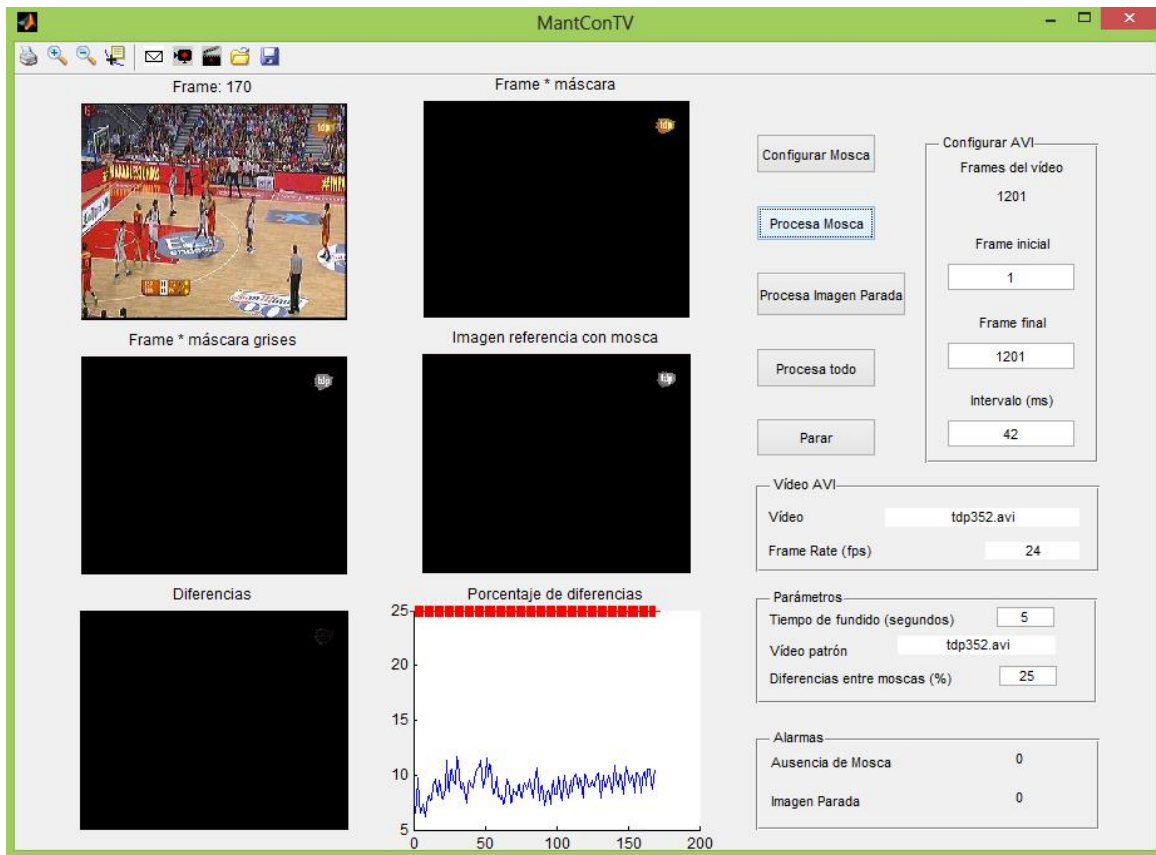 MantConTV
Frame: 170
Frame * máscara
tdp
tdp
Frame * máscara grises
Imagen referencia con mosca
tdp
tdp
Diferencias
Porcentaje de diferencias
25
20
15
10
5
0
50
100
150
200
Configurar Mosca
Procesa Mosca
Procesa Imagen Parada
Procesa todo
Parar
Configurar AVI
Frames del vídeo
1201
Frame inicial
1
Frame final
1201
Intervalo (ms)
42
Vídeo AVI
Vídeo
tdp352.avi
Frame Rate (fps)
24
Parámetros
Tiempo de fundido (segundos)
5
Vídeo patrón
tdp352.avi
Diferencias entre moscas (%)
25
Alarmas
Ausencia de Mosca
0
Imagen Parada
0